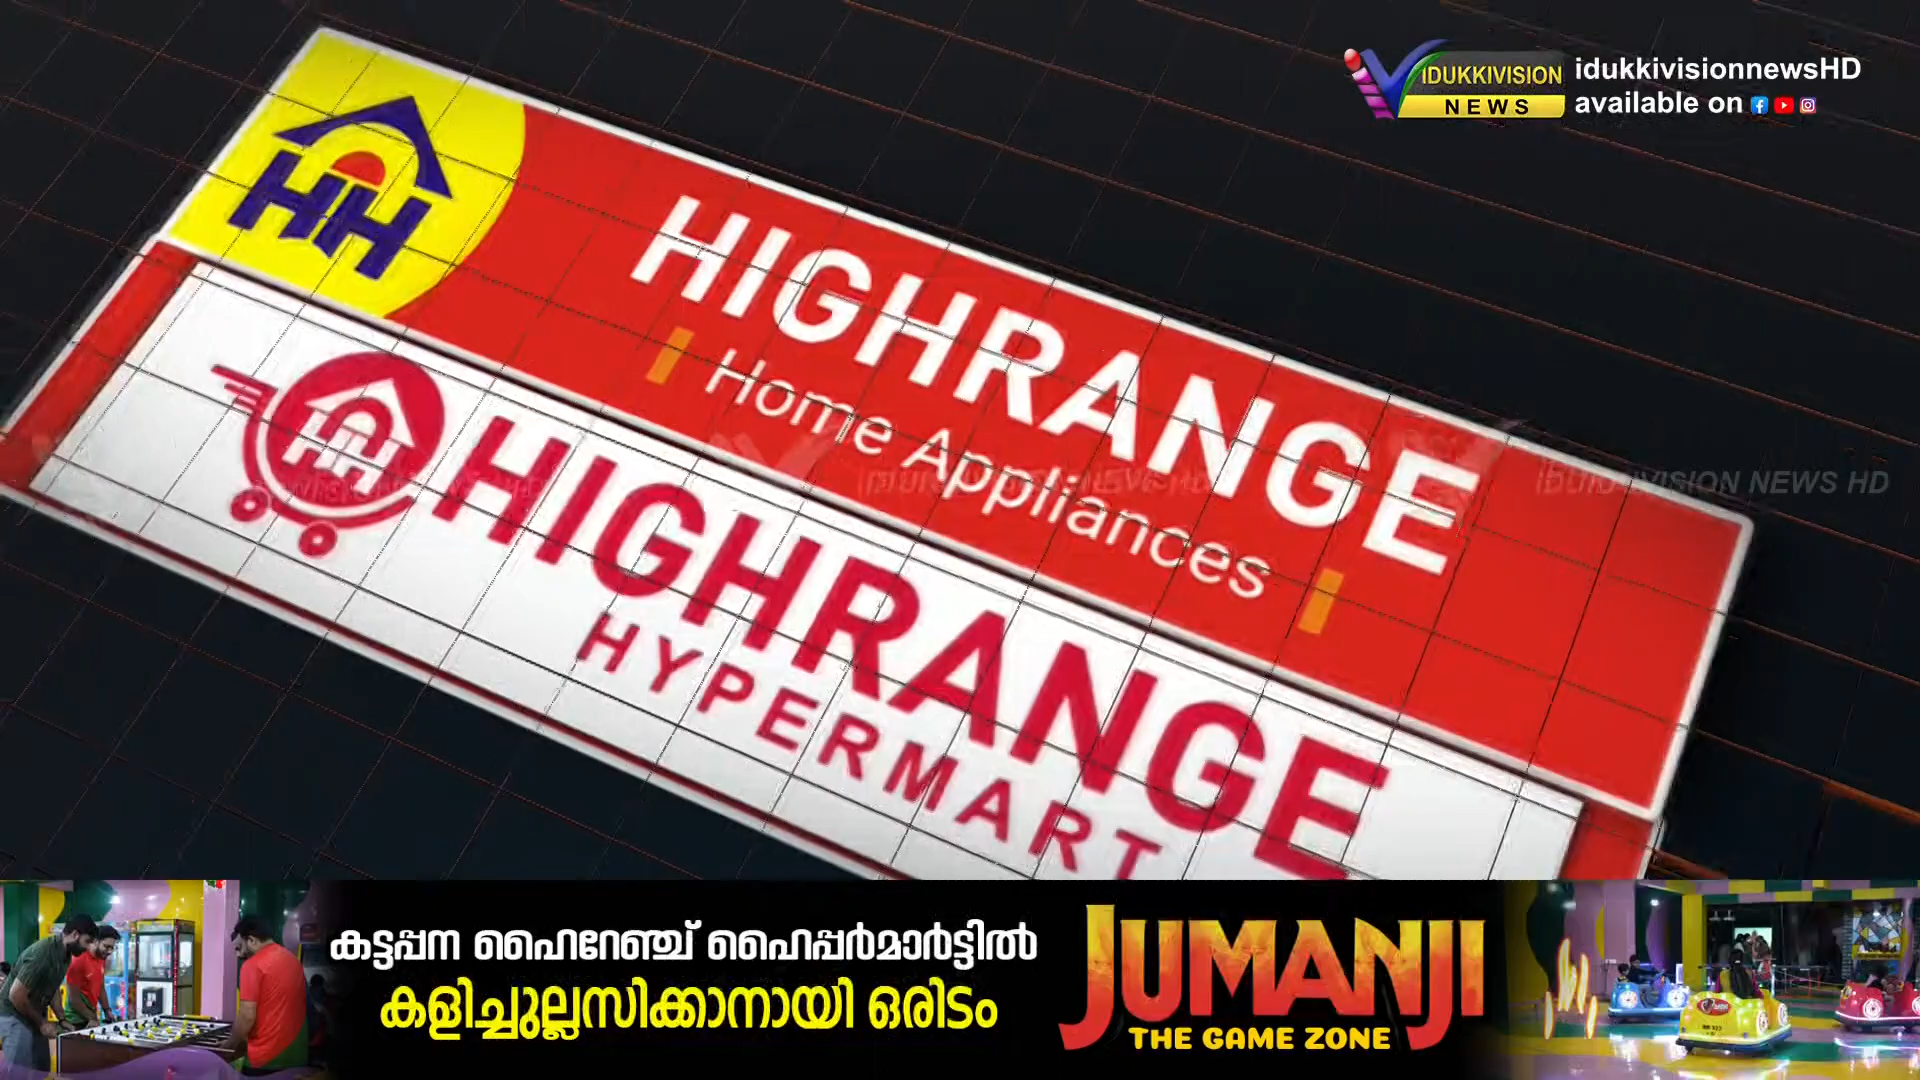 IDUKKIVISION
NEWS
idukkivisionnewsHD
available on
HH
HIGHRANGE
Home Appliances
HH
HIGHRANGE
HYPERMART
IDUKKIVISION NEWS HD
കട്ടപ്പന ഹൈറേഞ്ച് ഹൈപ്പർമാർട്ടിൽ
കളിച്ചുല്ലസിക്കാനായി ഒരിടം
JUMANJI
THE GAME ZONE